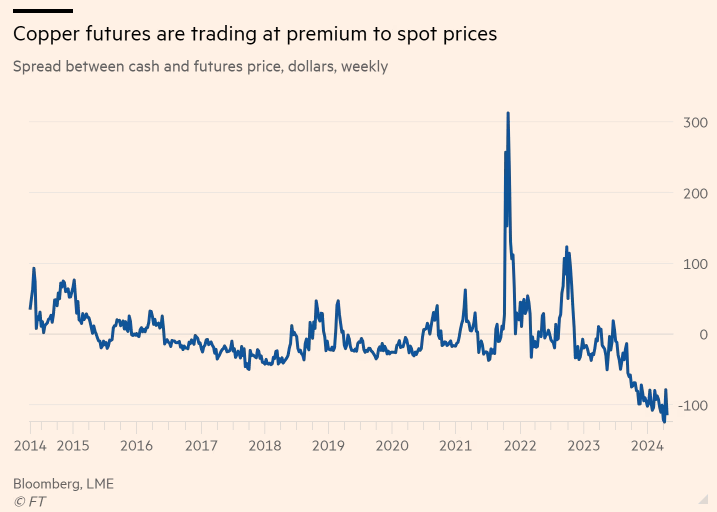 Copper futures are trading at premium to spot prices
Spread between cash and futures price, dollars, weekly
300
200
100
0
-100
2014 2015 2016 2017 2018 2019 2020 2021 2022 2023 2024
Bloomberg, LME
© FT